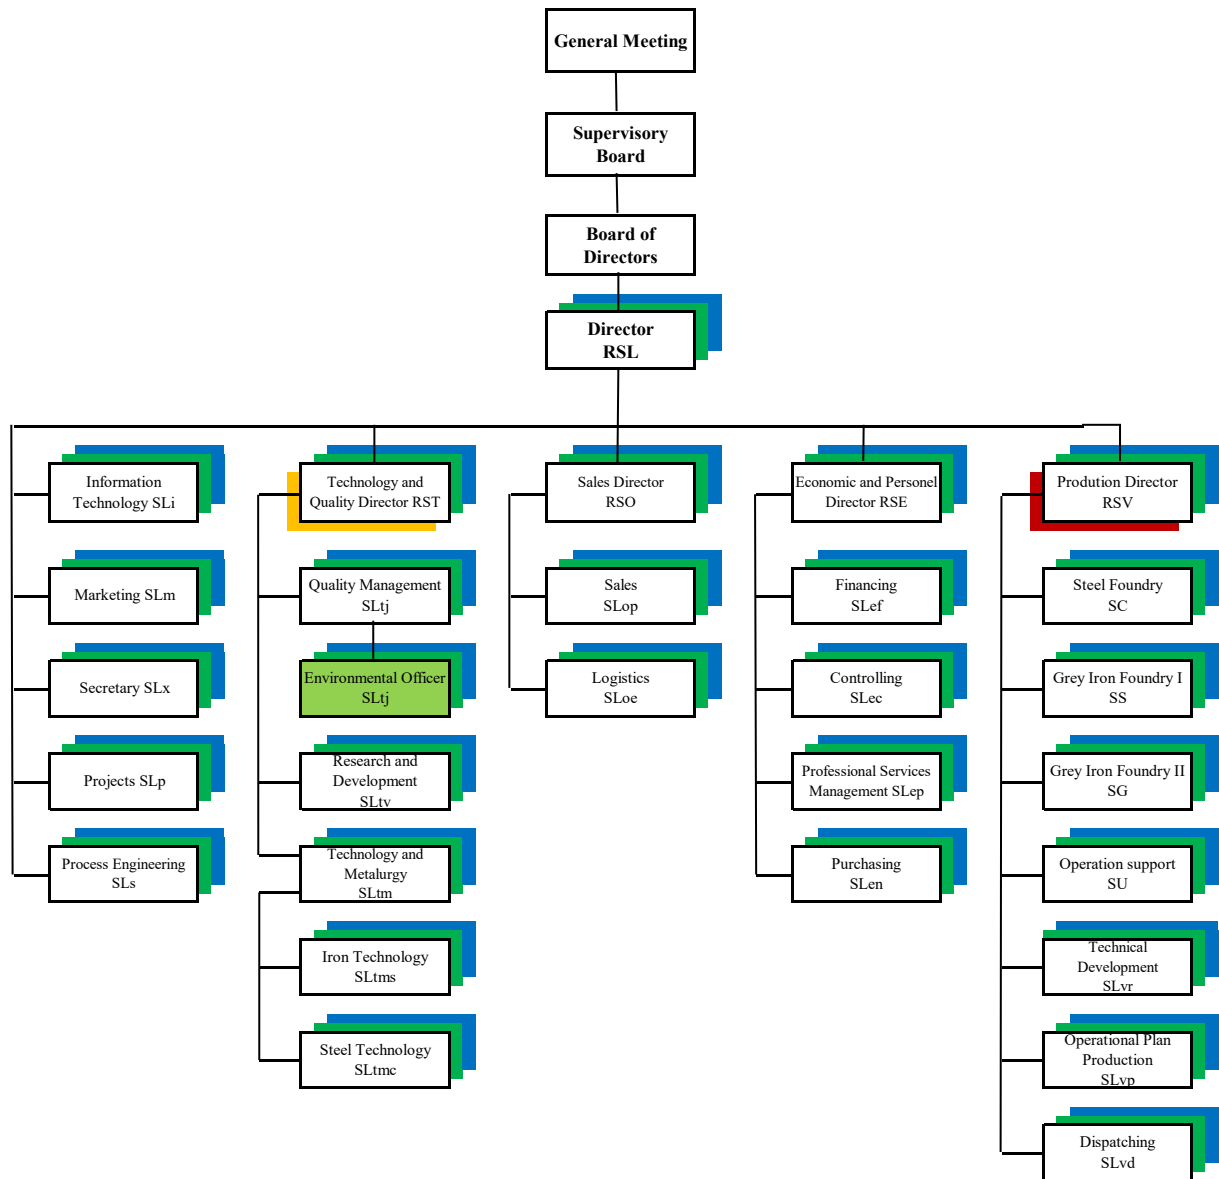 General Meeting
Supervisory
Board
Board of
Directors
Director
RSL
Information
Technology SLi
Marketing SLm
Secretary SLx
Projects SLp
Process Engineering
SLs
Technology and
Quality Director RST
Quality Management
SLtj
Environmental Officer
SLtj
Research and
Development
SLtv
Technology and
Metalurgy
SLtm
Iron Technology
SLtms
Steel Technology
SLtmc
Sales Director
RSO
Sales
SLop
Logistics
SLoe
Economic and Personel
Director RSE
Financing
SLef
Controlling
SLec
Professional Services
Management SLep
Purchasing
SLen
Prodution Director
RSV
Steel Foundry
SC
Grey Iron Foundry I
SS
Grey Iron Foundry II
SG
Operation support
SU
Technical
Development
SLvr
Operational Plan
Production
SLvp
Dispatching
SLvd